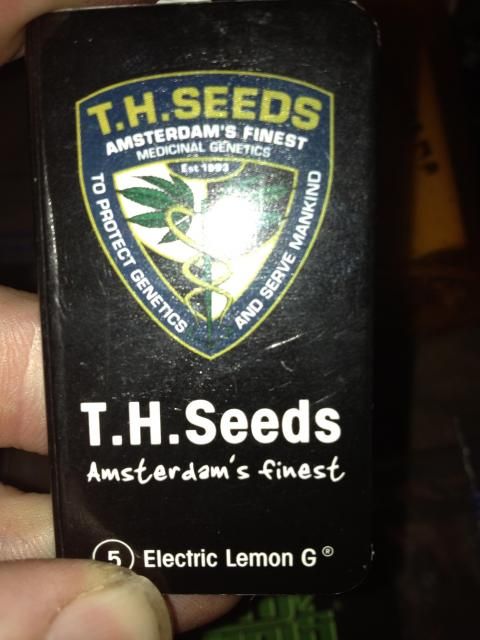 T.H.SEEDS
AMSTERDAM'S FINEST
MEDICINAL GENETICS
Est 1993
TO PROTECT GENETICS
AND SERVE MANKIND
T.H.Seeds
Amsterdam's finest
5 Electric Lemon G®